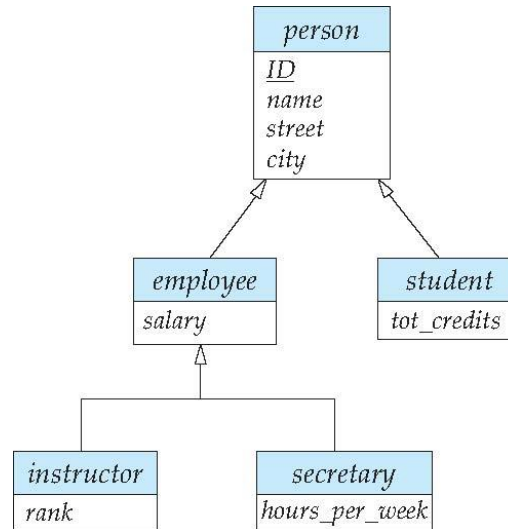 person
ID
name
street
city
employee
salary
student
tot_credits
instructor
rank
secretary
hours_per_week